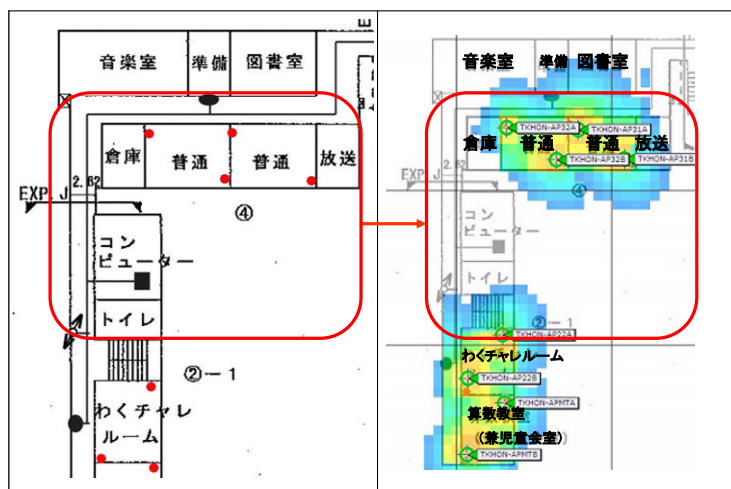 音楽室
準備
図書室
倉庫
普通
普通
放送
2.62
EXP.J
④
コン
ピューター
トイレ
②-1
わくチャレ
ルーム
音楽室
準備
図書室
TKHON-AP32A
TKHON-AP31A
倉庫
普通
普通
放送
TKHON-AP32B
TKHON-AP31B
2.62
EXP.J
④
コン
ピューター
トイレ
②-1
TKHON-AP22A
わくチャレルーム
TKHON-AP22B
TKHON-APMTA
算数教室
(兼児童会室)
TKHON-APMTB